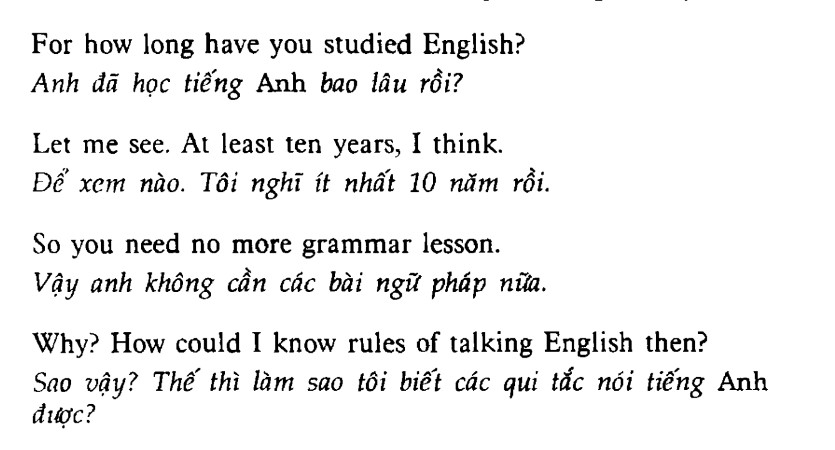 For how long have you studied English?
Anh đã học tiếng Anh bao lâu rồi?
Let me see. At least ten years, I think.
Để xem nào. Tôi nghĩ ít nhất 10 năm rồi.
So you need no more grammar lesson.
Vậy anh không cần các bài ngữ pháp nữa.
Why? How could I know rules of talking English then?
Sao vậy? Thế thì làm sao tôi biết các qui tắc nói tiếng Anh
được?